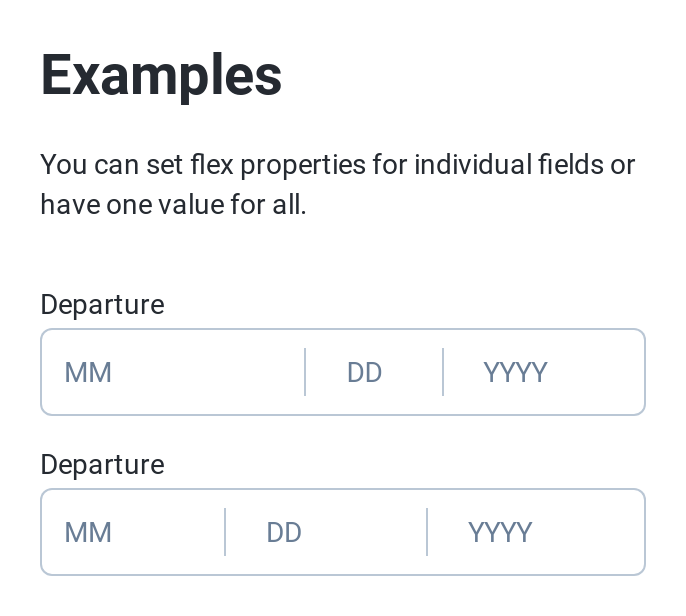 Examples
You can set flex properties for individual fields or
have one value for all.
Departure
MM DD YYYY
Departure
MM DD YYYY